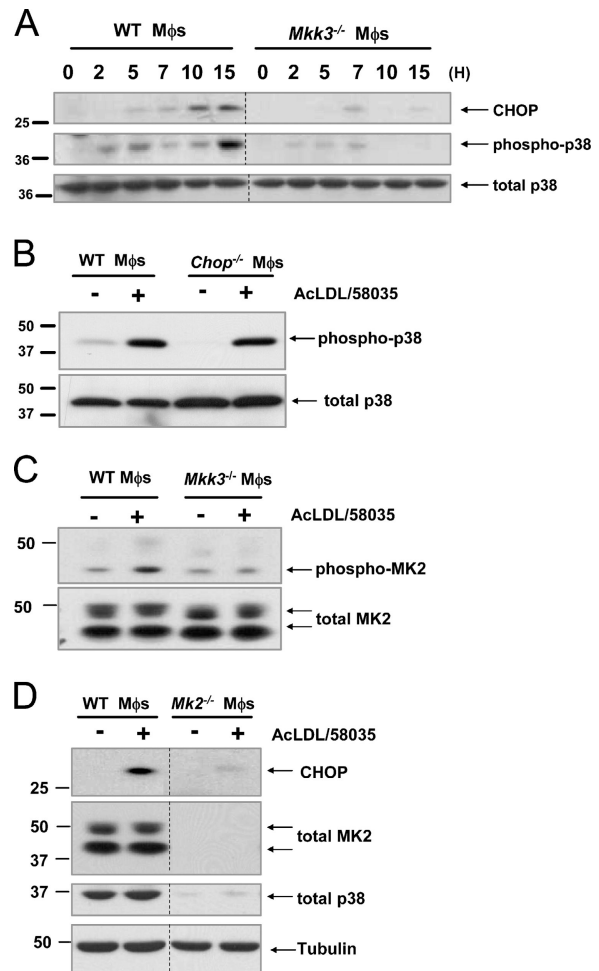 A
WT Mϕs Mkk3-/- Mϕs
0 2 5 7 10 15 0 2 5 7 10 15 (H)
CHOP
25
phospho-p38
36
total p38
36
B
WT Mϕs Chop-/- Mϕs
- + - + AcLDL/58035
50
phospho-p38
37
50
total p38
37
C
WT Mϕs Mkk3-/- Mϕs
- + - + AcLDL/58035
50
phospho-MK2
50
total MK2
D
WT Mϕs Mk2-/- Mϕs
- + - + AcLDL/58035
CHOP
25
50
total MK2
37
37
total p38
50
Tubulin